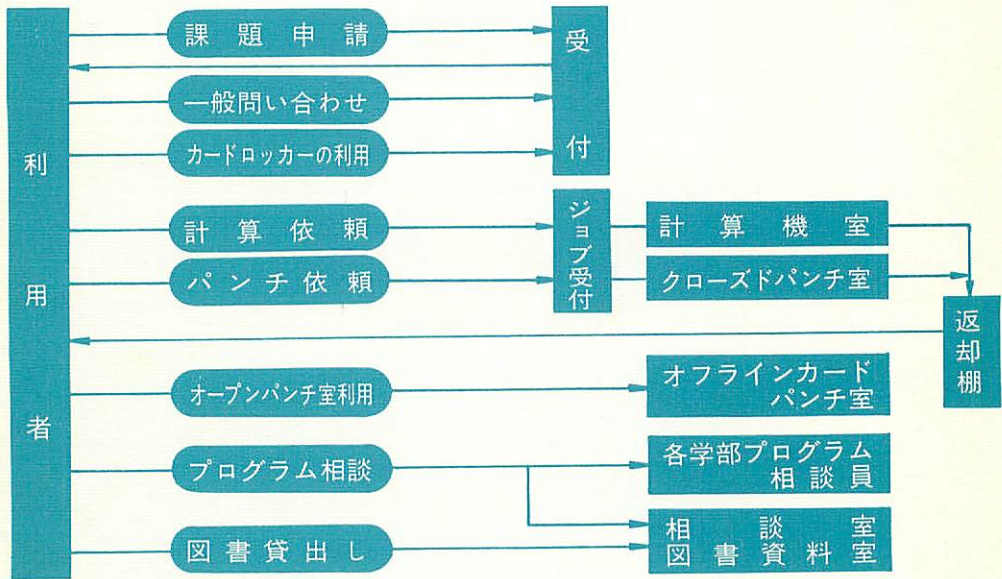 利用者
課題申請
一般問い合わせ
カードロッカーの利用
受付
計算依頼
パンチ依頼
ジョブ受付
計算機室
クローズドパンチ室
返却棚
オープンパンチ室利用
オフラインカード
パンチ室
プログラム相談
各学部プログラム
相談員
図書貸出し
相談室
図書資料室